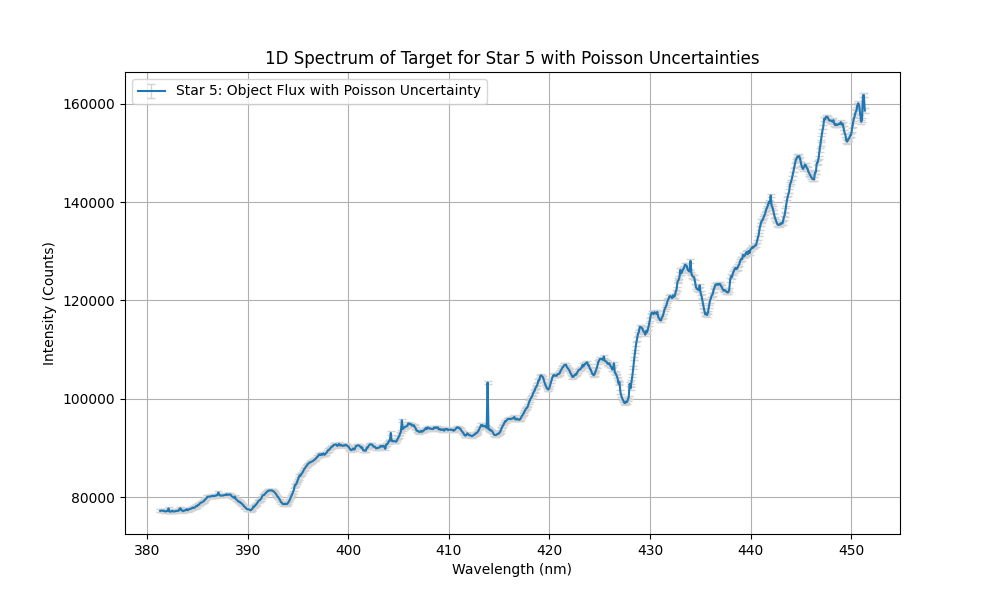 1D Spectrum of Target for Star 5 with Poisson Uncertainties
Star 5: Object Flux with Poisson Uncertainty
Intensity (Counts)
160000
140000
120000
100000
80000
380 390 400 410 420 430 440 450
Wavelength (nm)